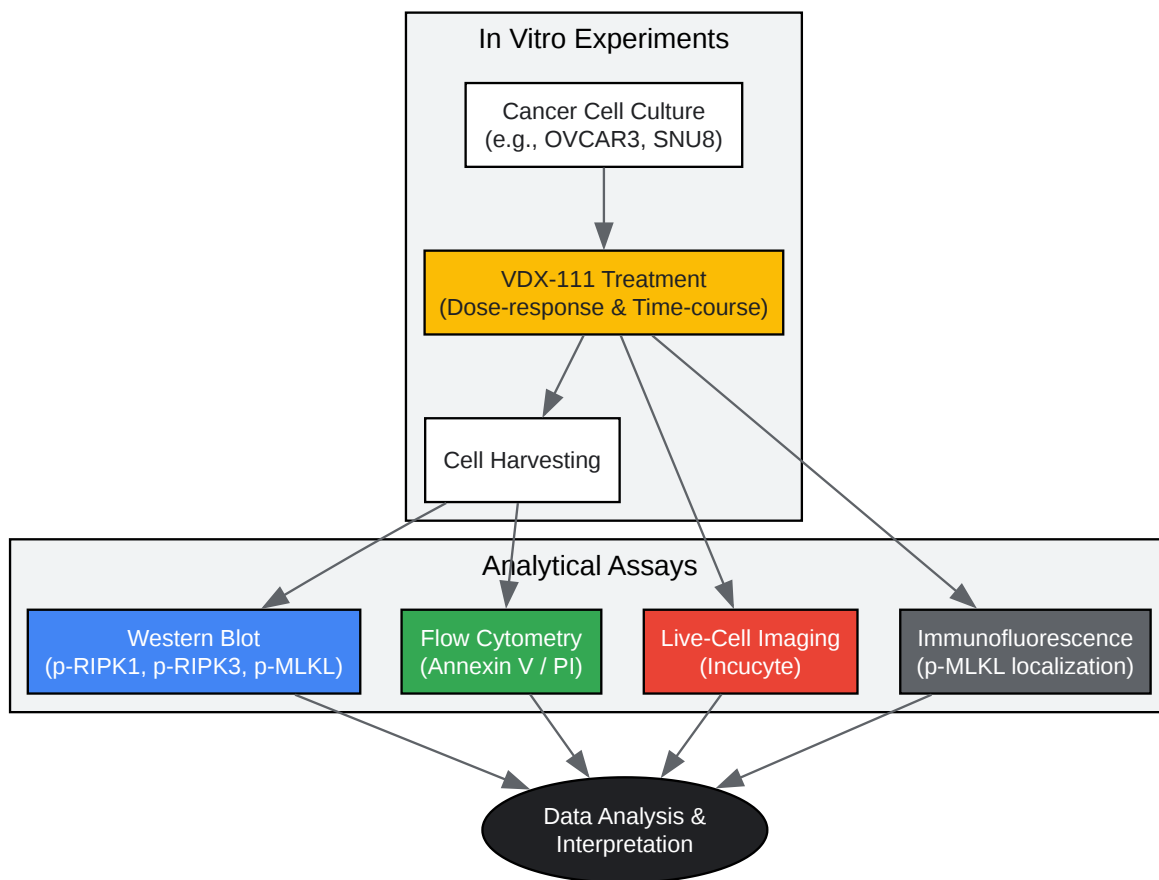 In Vitro Experiments
Cancer Cell Culture
(e.g., OVCAR3, SNU8)
VDX-111 Treatment
(Dose-response & Time-course)
Cell Harvesting
Analytical Assays
Western Blot
(p-RIPK1, p-RIPK3, p-MLKL)
Flow Cytometry
(Annexin V / PI)
Live-Cell Imaging
(Incucyte)
Immunofluorescence
(p-MLKL localization)
Data Analysis &
Interpretation